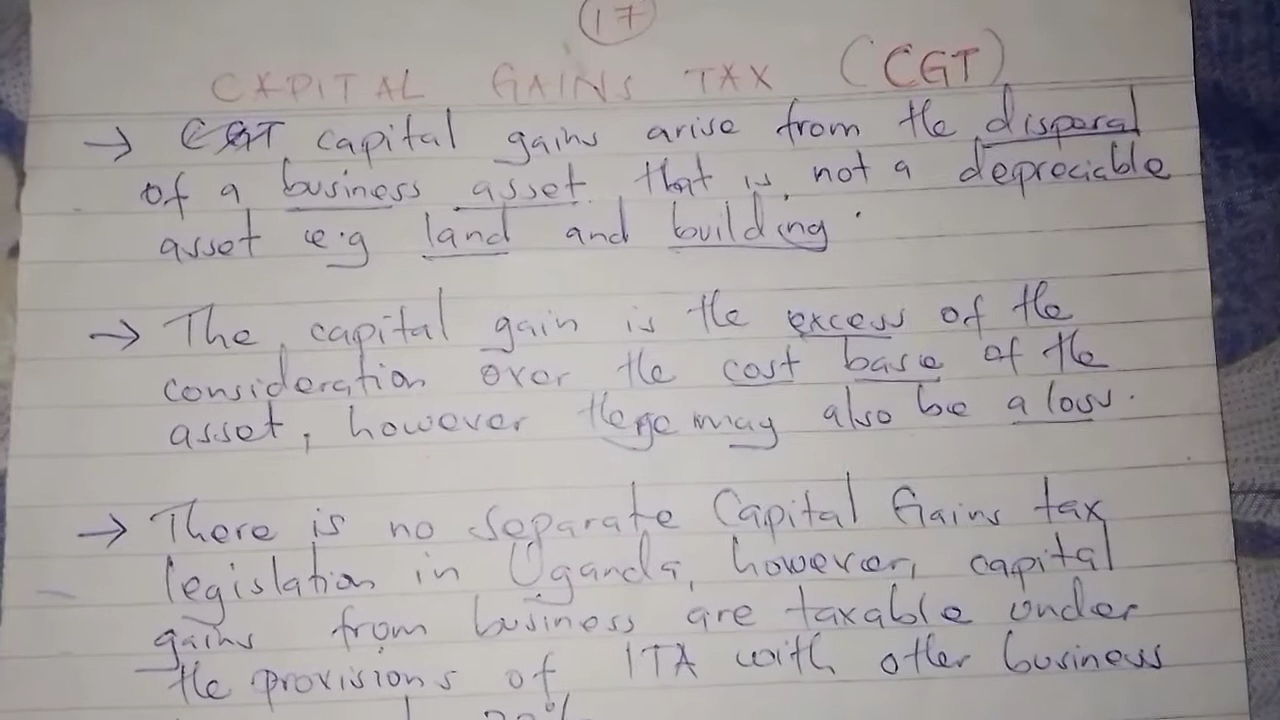 17
CAPITAL GAINS TAX (CGT)
→ CGT capital gains arise from the disposal
of a business asset that is not a depreciable
asset e.g land and building.
→ The capital gain is the excess of the
consideration over the cost base of the
asset, however there may also be a loss.
→ There is no separate Capital Gains tax
legislation in Uganda, however, capital
gains from business are taxable under
the provisions of ITA with other business